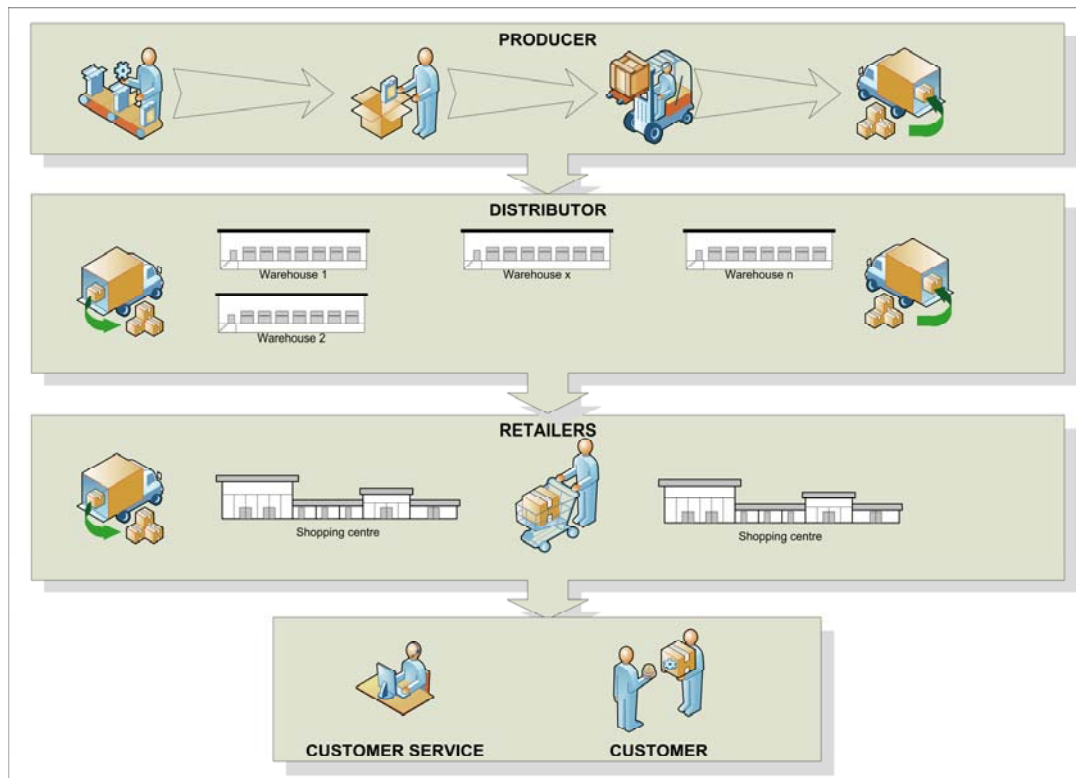 PRODUCER
DISTRIBUTOR
Warehouse 1
Warehouse x
Warehouse n
Warehouse 2
RETAILERS
Shopping centre
Shopping centre
CUSTOMER SERVICE
CUSTOMER